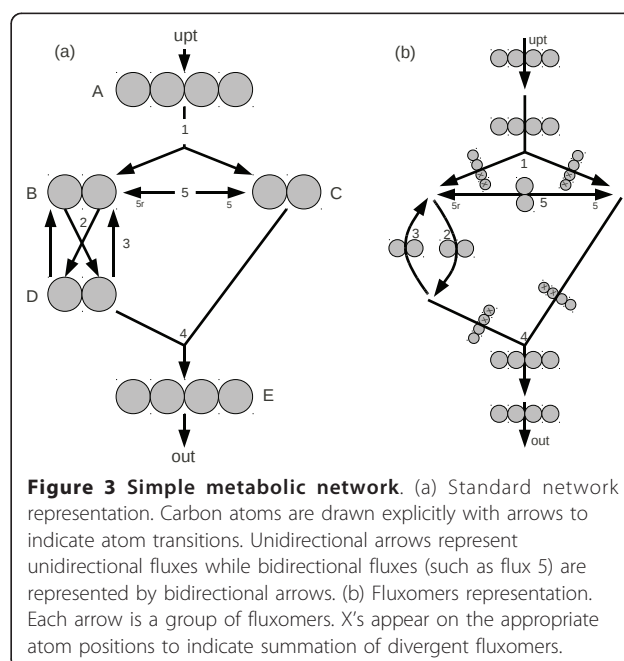 (a)
upt
A
1
B
5r
5
5
C
2
3
D
4
E
out
(b)
upt
1
5r
5
5
3
2
4
out
Figure 3 Simple metabolic network. (a) Standard network
representation. Carbon atoms are drawn explicitly with arrows to
indicate atom transitions. Unidirectional arrows represent
unidirectional fluxes while bidirectional fluxes (such as flux 5) are
represented by bidirectional arrows. (b) Fluxomers representation.
Each arrow is a group of fluxomers. X's appear on the appropriate
atom positions to indicate summation of divergent fluxomers.